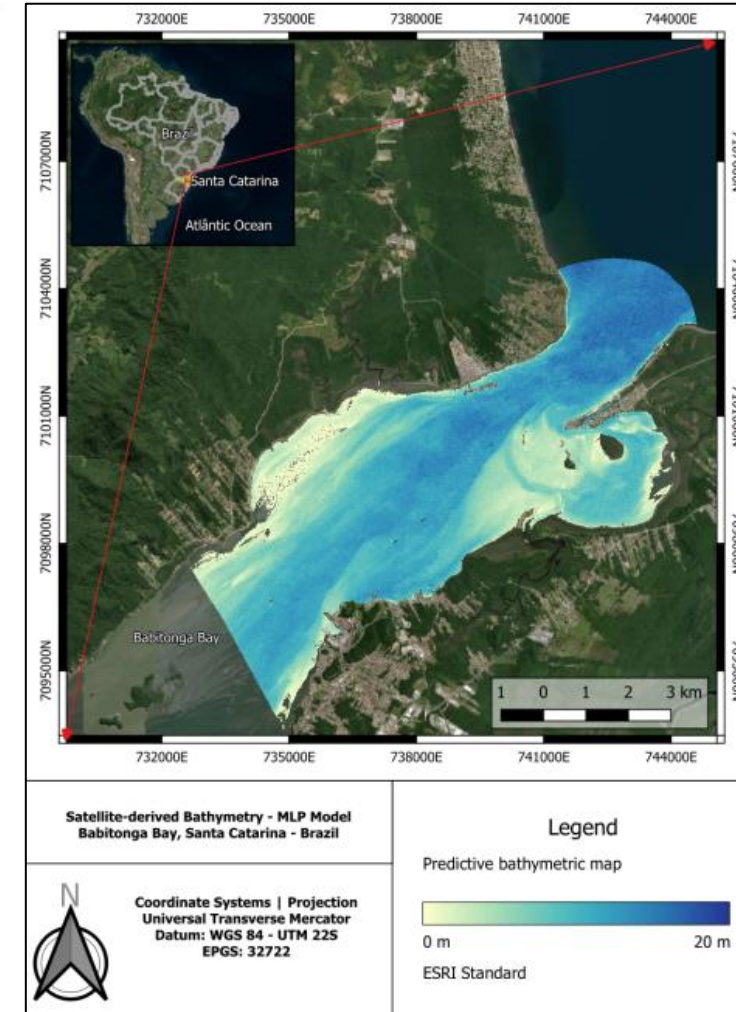 732000E 735000E 738000E 741000E 744000E
Brazil
Santa Catarina
Atlântic Ocean
7107000N
7104000N
7101000N
7098000N
7095000N
Babitonga Bay
1 0 1 2 3 km
732000E 735000E 738000E 741000E 744000E
Satellite-derived Bathymetry - MLP Model
Babitonga Bay, Santa Catarina - Brazil
N
Coordinate Systems | Projection
Universal Transverse Mercator
Datum: WGS 84 - UTM 22S
EPGS: 32722
Legend
Predictive bathymetric map
0 m 20 m
ESRI Standard